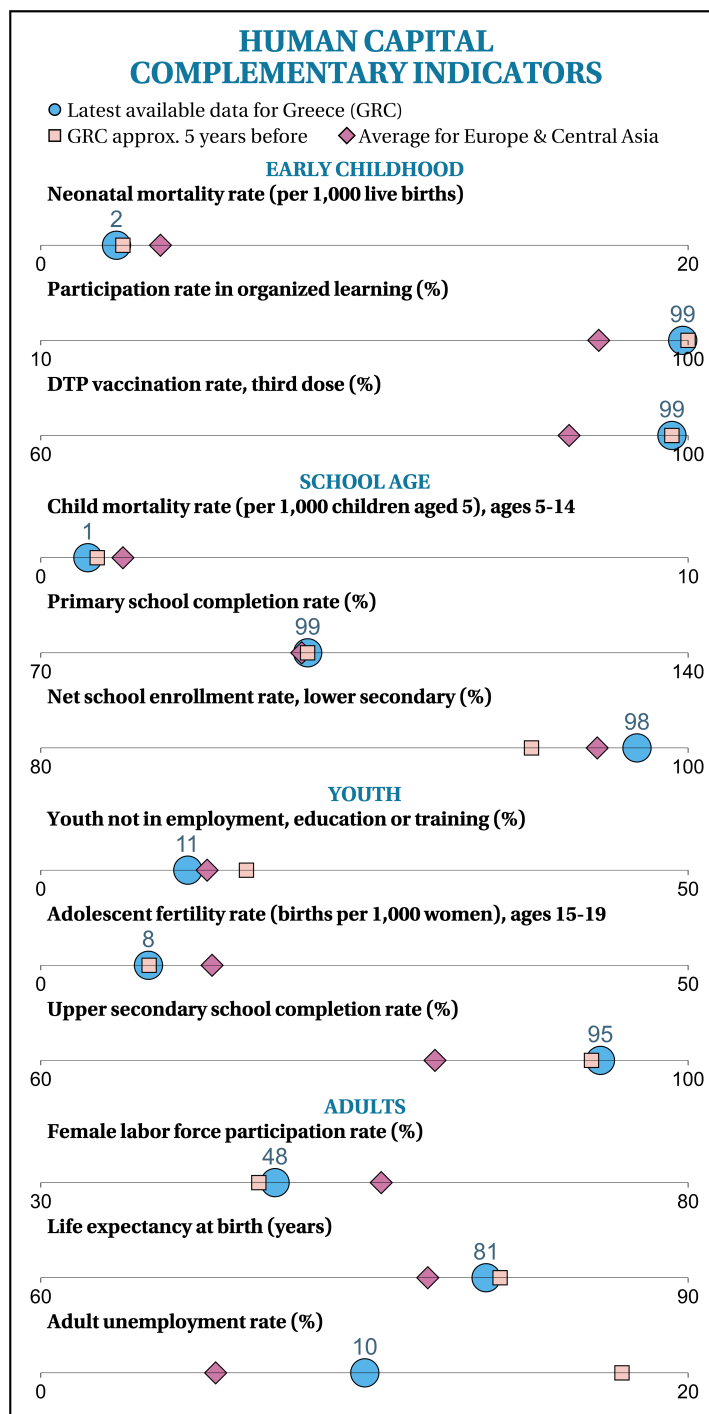 HUMAN CAPITAL
COMPLEMENTARY INDICATORS
Latest available data for Greece (GRC)
GRC approx. 5 years before Average for Europe & Central Asia
EARLY CHILDHOOD
Neonatal mortality rate (per 1,000 live births)
2
0 20
Participation rate in organized learning (%)
99
10 100
DTP vaccination rate, third dose (%)
99
60 100
SCHOOL AGE
Child mortality rate (per 1,000 children aged 5), ages 5-14
1
0 10
Primary school completion rate (%)
99
70 140
Net school enrollment rate, lower secondary (%)
98
80 100
YOUTH
Youth not in employment, education or training (%)
11
0 50
Adolescent fertility rate (births per 1,000 women), ages 15-19
8
0 50
Upper secondary school completion rate (%)
95
60 100
ADULTS
Female labor force participation rate (%)
48
30 80
Life expectancy at birth (years)
81
60 90
Adult unemployment rate (%)
10
0 20